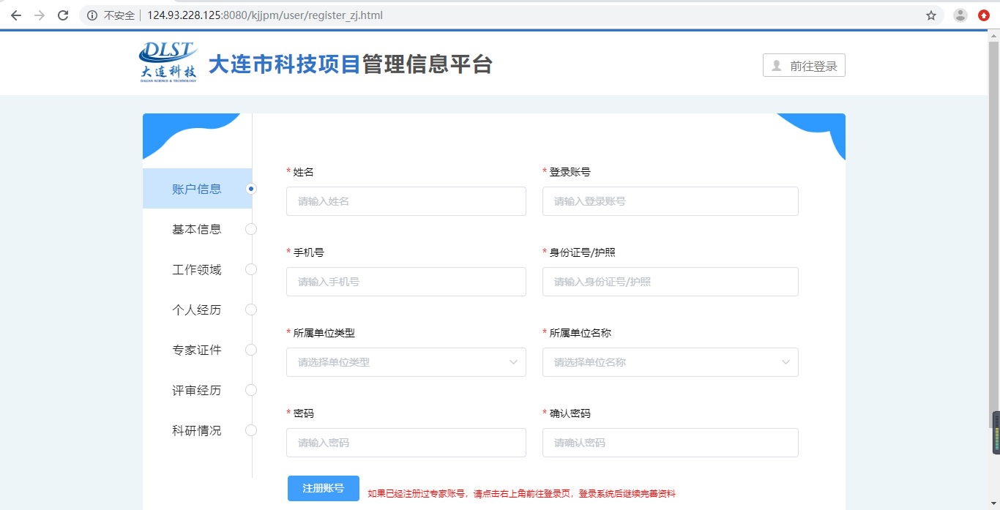 不安全 124.93.228.125:8080/kjjpm/user/register_zj.html
DLST
大连科技
DALIAN SCIENCE & TECHNOLOGY
大连市科技项目管理信息平台
前往登录
账户信息
基本信息
工作领域
个人经历
专家证件
评审经历
科研情况
* 姓名
* 登录账号
请输入姓名
请输入登录账号
* 手机号
* 身份证号/护照
请输入手机号
请输入身份证号/护照
* 所属单位类型
* 所属单位名称
请选择单位类型
请选择单位名称
* 密码
* 确认密码
请输入密码
请确认密码
注册账号
如果已经注册过专家账号，请点击右上角前往登录页，登录系统后继续完善资料